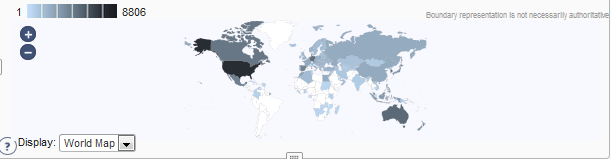 1 8806
Boundary representation is not necessarily authoritative
+
−
? Display: World Map